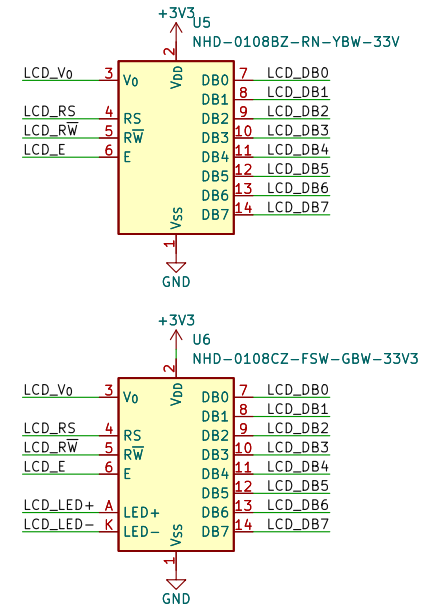 +3V3
U5
NHD-0108BZ-RN-YBW-33V
2
VDD
LCD_V0 3 V0 DB0 7 LCD_DB0
DB1 8 LCD_DB1
LCD_RS 4 RS DB2 9 LCD_DB2
LCD_RW̅ 5 RW̅ DB3 10 LCD_DB3
LCD_E 6 E DB4 11 LCD_DB4
DB5 12 LCD_DB5
DB6 13 LCD_DB6
DB7 14 LCD_DB7
VSS
1
GND
+3V3
U6
NHD-0108CZ-FSW-GBW-33V3
2
VDD
LCD_V0 3 V0 DB0 7 LCD_DB0
DB1 8 LCD_DB1
LCD_RS 4 RS DB2 9 LCD_DB2
LCD_RW̅ 5 RW̅ DB3 10 LCD_DB3
LCD_E 6 E DB4 11 LCD_DB4
DB5 12 LCD_DB5
LCD_LED+ A LED+ DB6 13 LCD_DB6
LCD_LED- K LED- DB7 14 LCD_DB7
VSS
1
GND